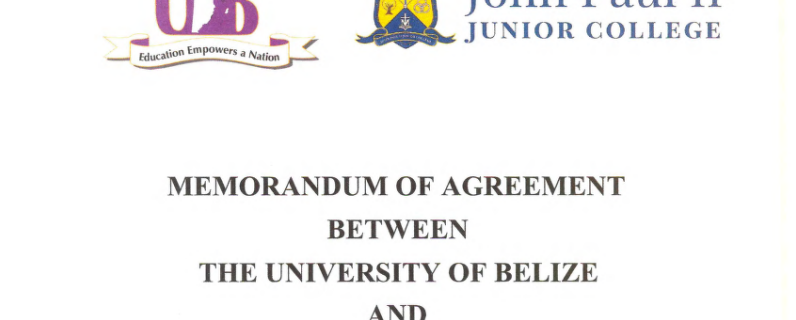 UB
Education Empowers a Nation
John Paul II
JUNIOR COLLEGE
MEMORANDUM OF AGREEMENT
BETWEEN
THE UNIVERSITY OF BELIZE
AND